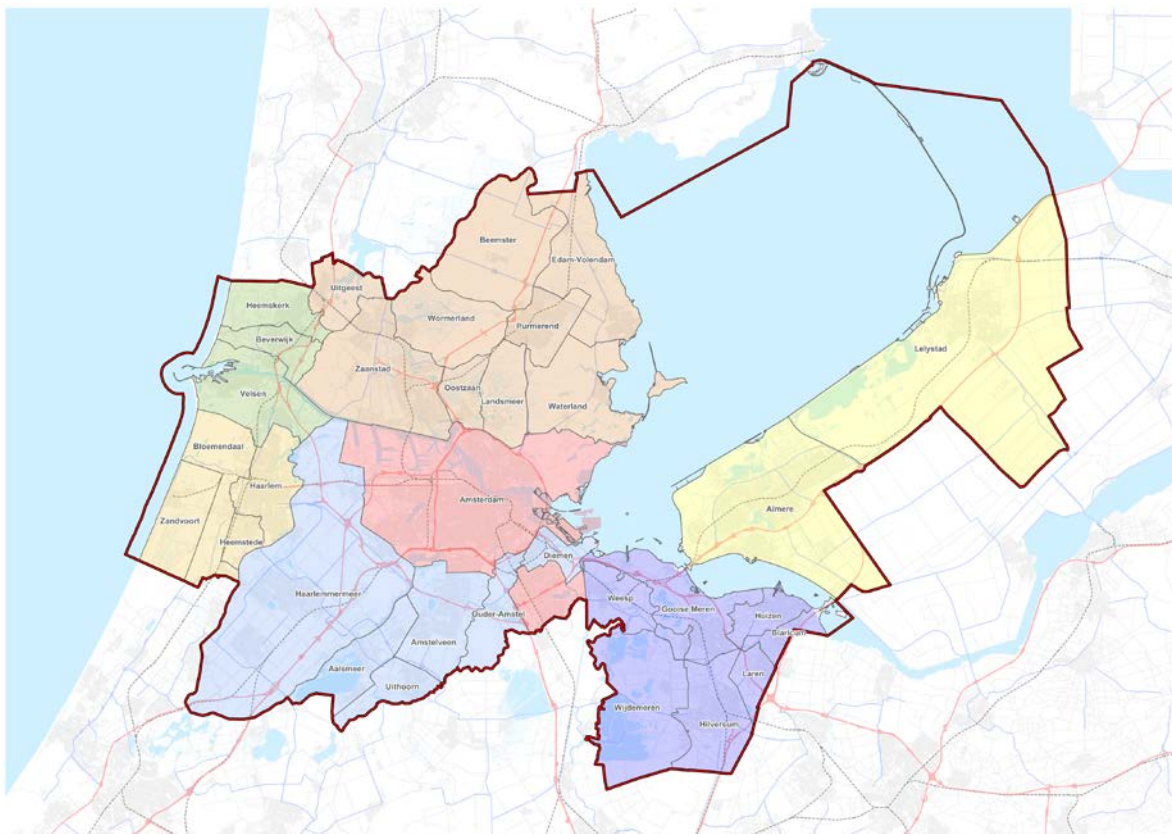 Beemster
Edam-Volendam
Uitgeest
Heemskerk
Wormerland
Purmerend
Beverwijk
Lelystad
Zaanstad
Oostzaan
Velsen
Landsmeer
Waterland
Bloemendaal
Haarlem
Amsterdam
Almere
Zandvoort
Heemstede
Diemen
Haarlemmermeer
Weesp
Gooise Meren
Ouder-Amstel
Huizen
Blaricum
Amstelveen
Aalsmeer
Laren
Uithoorn
Wijdemeren
Hilversum